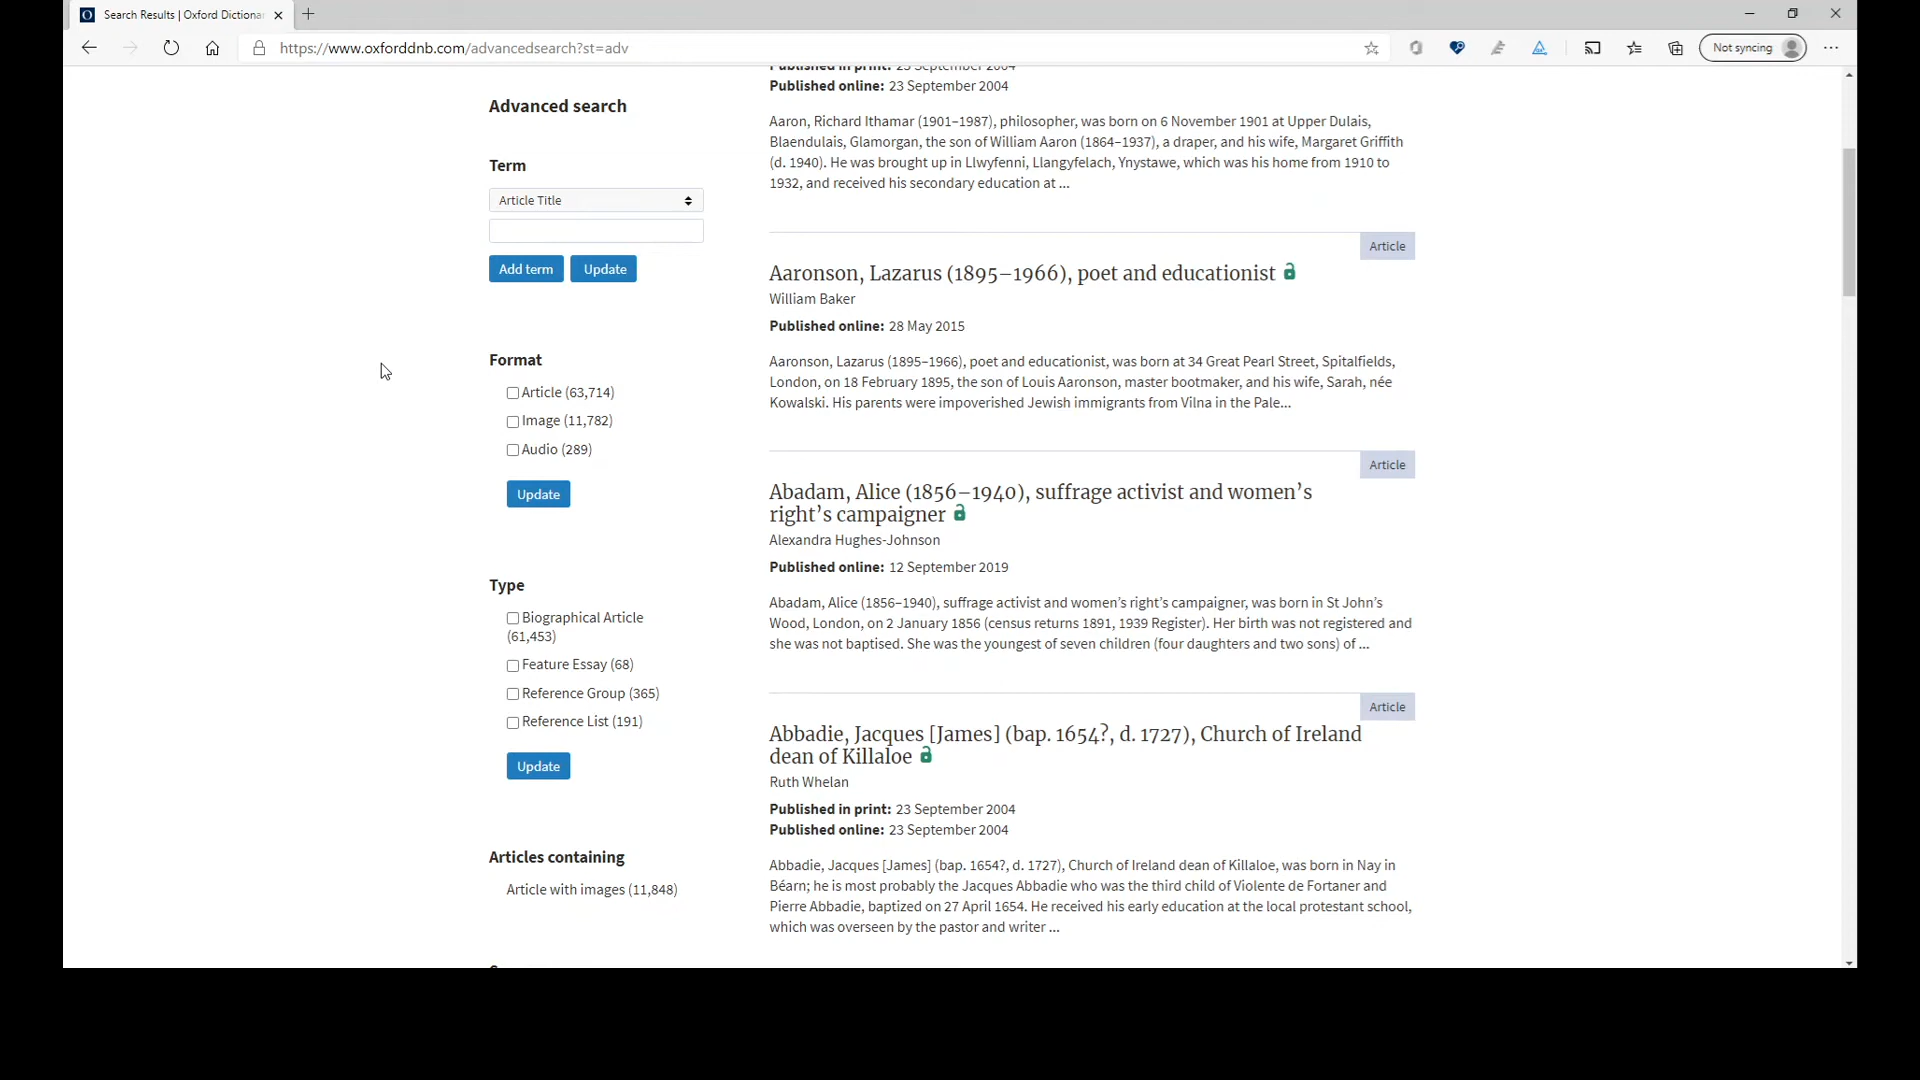 Search Results | Oxford Dictiona
https://www.oxforddnb.com/advancedsearch?st=adv
Not syncing
Advanced search
Term
Article Title
Add term
Update
Format
Article (63,714)
Image (11,782)
Audio (289)
Update
Type
Biographical Article
(61,453)
Feature Essay (68)
Reference Group (365)
Reference List (191)
Update
Articles containing
Article with images (11,848)
Published in print: 23 September 2004
Published online: 23 September 2004
Aaron, Richard Ithamar (1901–1987), philosopher, was born on 6 November 1901 at Upper Dulais,
Blaendulais, Glamorgan, the son of William Aaron (1864–1937), a draper, and his wife, Margaret Griffith
(d. 1940). He was brought up in Llwyfenni, Llangyfelach, Ynystawe, which was his home from 1910 to
1932, and received his secondary education at ...
Article
Aaronson, Lazarus (1895–1966), poet and educationist
William Baker
Published online: 28 May 2015
Aaronson, Lazarus (1895–1966), poet and educationist, was born at 34 Great Pearl Street, Spitalfields,
London, on 18 February 1895, the son of Louis Aaronson, master bootmaker, and his wife, Sarah, née
Kowalski. His parents were impoverished Jewish immigrants from Vilna in the Pale...
Article
Abadam, Alice (1856–1940), suffrage activist and women’s
right’s campaigner
Alexandra Hughes-Johnson
Published online: 12 September 2019
Abadam, Alice (1856–1940), suffrage activist and women’s right’s campaigner, was born in St John’s
Wood, London, on 2 January 1856 (census returns 1891, 1939 Register). Her birth was not registered and
she was not baptised. She was the youngest of seven children (four daughters and two sons) of ...
Article
Abbadie, Jacques [James] (bap. 1654?, d. 1727), Church of Ireland
dean of Killaloe
Ruth Whelan
Published in print: 23 September 2004
Published online: 23 September 2004
Abbadie, Jacques [James] (bap. 1654?, d. 1727), Church of Ireland dean of Killaloe, was born in Nay in
Béarn; he is most probably the Jacques Abbadie who was the third child of Violente de Fortaner and
Pierre Abbadie, baptized on 27 April 1654. He received his early education at the local protestant school,
which was overseen by the pastor and writer ...